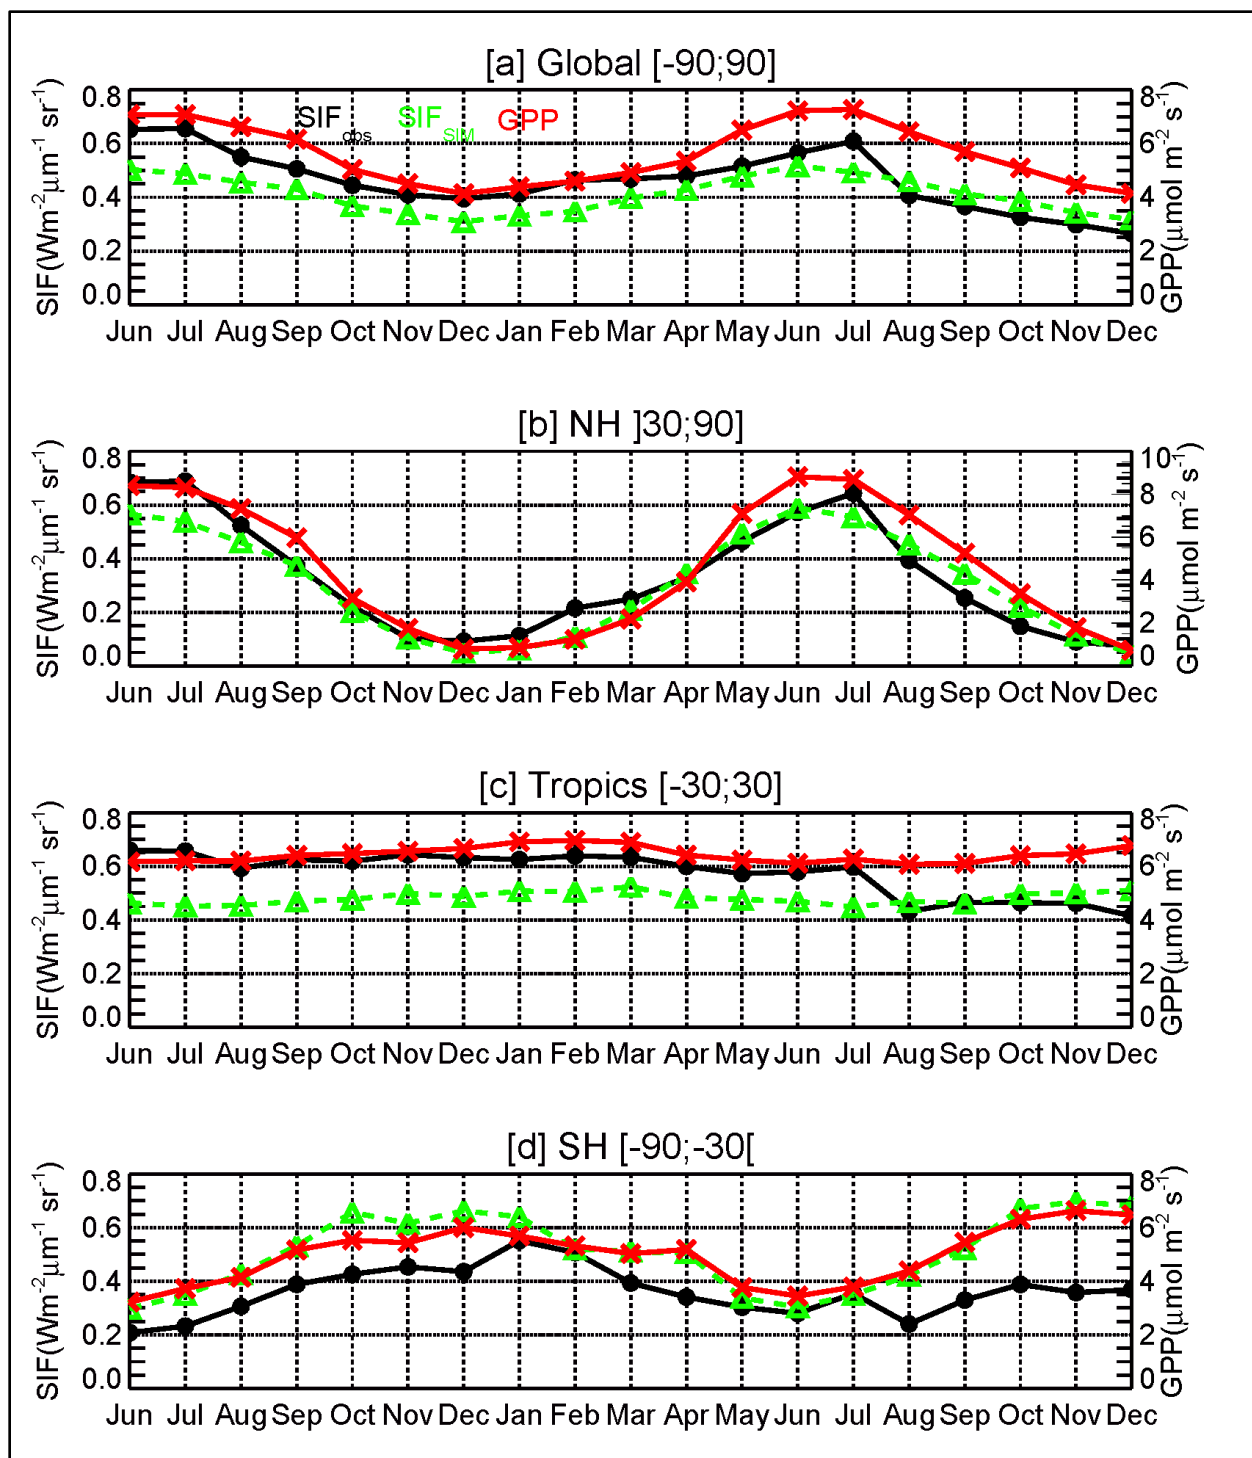 [a] Global [-90;90]
SIF(Wm-2μm-1 sr-1)
0.8
0.6
0.4
0.2
0.0
SIFobs SIFSIM GPP
8
6
4
2
0
GPP(μmol m-2 s-1)
Jun Jul Aug Sep Oct Nov Dec Jan Feb Mar Apr May Jun Jul Aug Sep Oct Nov Dec
[b] NH ]30;90]
SIF(Wm-2μm-1 sr-1)
0.8
0.6
0.4
0.2
0.0
10
8
6
4
2
0
GPP(μmol m-2 s-1)
Jun Jul Aug Sep Oct Nov Dec Jan Feb Mar Apr May Jun Jul Aug Sep Oct Nov Dec
[c] Tropics [-30;30]
SIF(Wm-2μm-1 sr-1)
0.8
0.6
0.4
0.2
0.0
8
6
4
2
0
GPP(μmol m-2 s-1)
Jun Jul Aug Sep Oct Nov Dec Jan Feb Mar Apr May Jun Jul Aug Sep Oct Nov Dec
[d] SH [-90;-30[
SIF(Wm-2μm-1 sr-1)
0.8
0.6
0.4
0.2
0.0
8
6
4
2
0
GPP(μmol m-2 s-1)
Jun Jul Aug Sep Oct Nov Dec Jan Feb Mar Apr May Jun Jul Aug Sep Oct Nov Dec